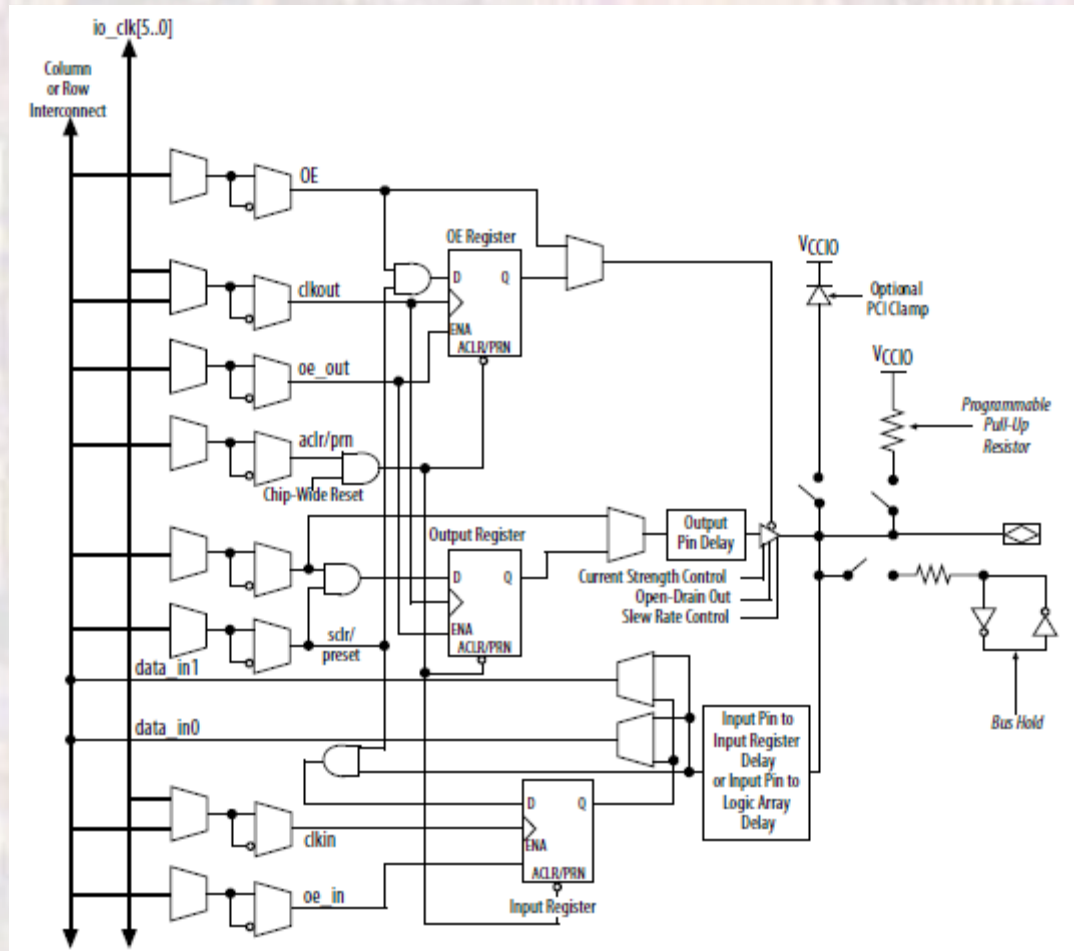 io_clk[5..0]
Column
or Row
Interconnect
OE
OE Register
D
Q
ENA
ACLR/PRN
clkout
oe_out
aclr/prn
Chip-Wide Reset
VCCIO
Optional
PCI Clamp
VCCIO
Programmable
Pull-Up
Resistor
Output Register
D
Q
ENA
ACLR/PRN
Output
Pin Delay
Current Strength Control
Open-Drain Out
Slew Rate Control
sclr/
preset
data_in1
data_in0
Bus Hold
Input Pin to
Input Register
Delay
or Input Pin to
Logic Array
Delay
D
Q
ENA
ACLR/PRN
Input Register
clkin
oe_in